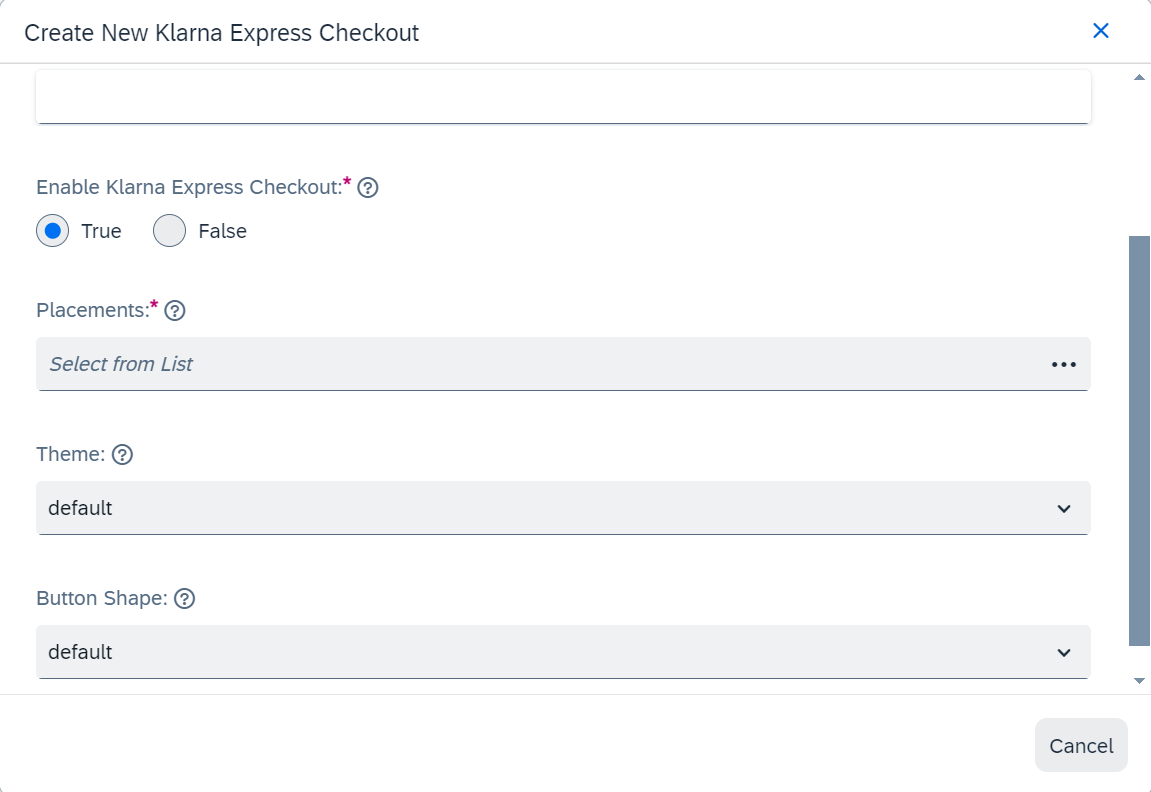 Create New Klarna Express Checkout
Enable Klarna Express Checkout:*
True False
Placements:*
Select from List
Theme:
default
Button Shape:
default
Cancel